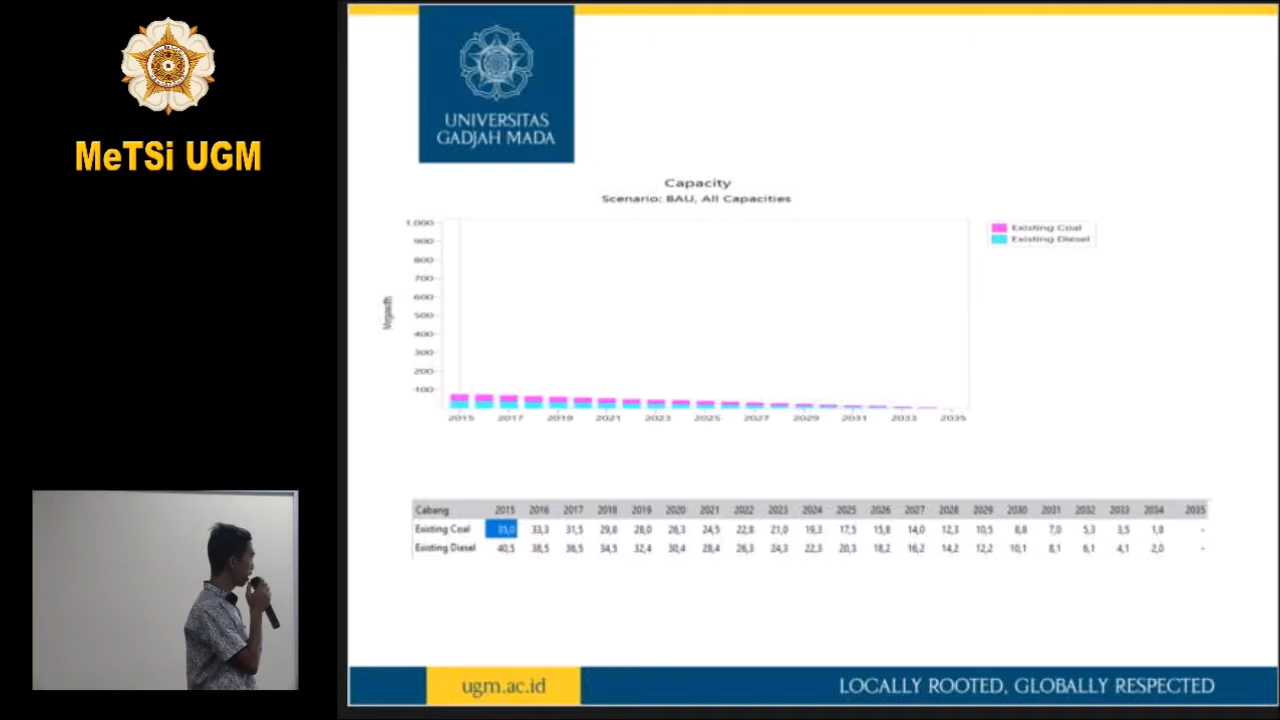 MeTSi UGM
UNIVERSITAS
GADJAH MADA
Capacity
Scenario: BAU, All Capacities
1.000
900
800
700
600
500
400
300
200
100
Existing Coal
Existing Diesel
2015 2017 2019 2021 2023 2025 2027 2029 2031 2033 2035
Cabang 2015 2016 2017 2018 2019 2020 2021 2022 2023 2024 2025 2026 2027 2028 2029 2030 2031 2032 2033 2034 2035
Existing Coal 35,0 33,3 31,5 29,8 28,0 26,3 24,5 22,8 21,0 19,3 17,5 15,8 14,0 12,3 10,5 8,8 7,0 5,3 3,5 1,8 -
Existing Diesel 40,5 38,5 36,5 34,5 32,4 30,4 28,4 26,3 24,3 22,3 20,3 18,2 16,2 14,2 12,2 10,1 8,1 6,1 4,1 2,0 -
ugm.ac.id
LOCALLY ROOTED, GLOBALLY RESPECTED